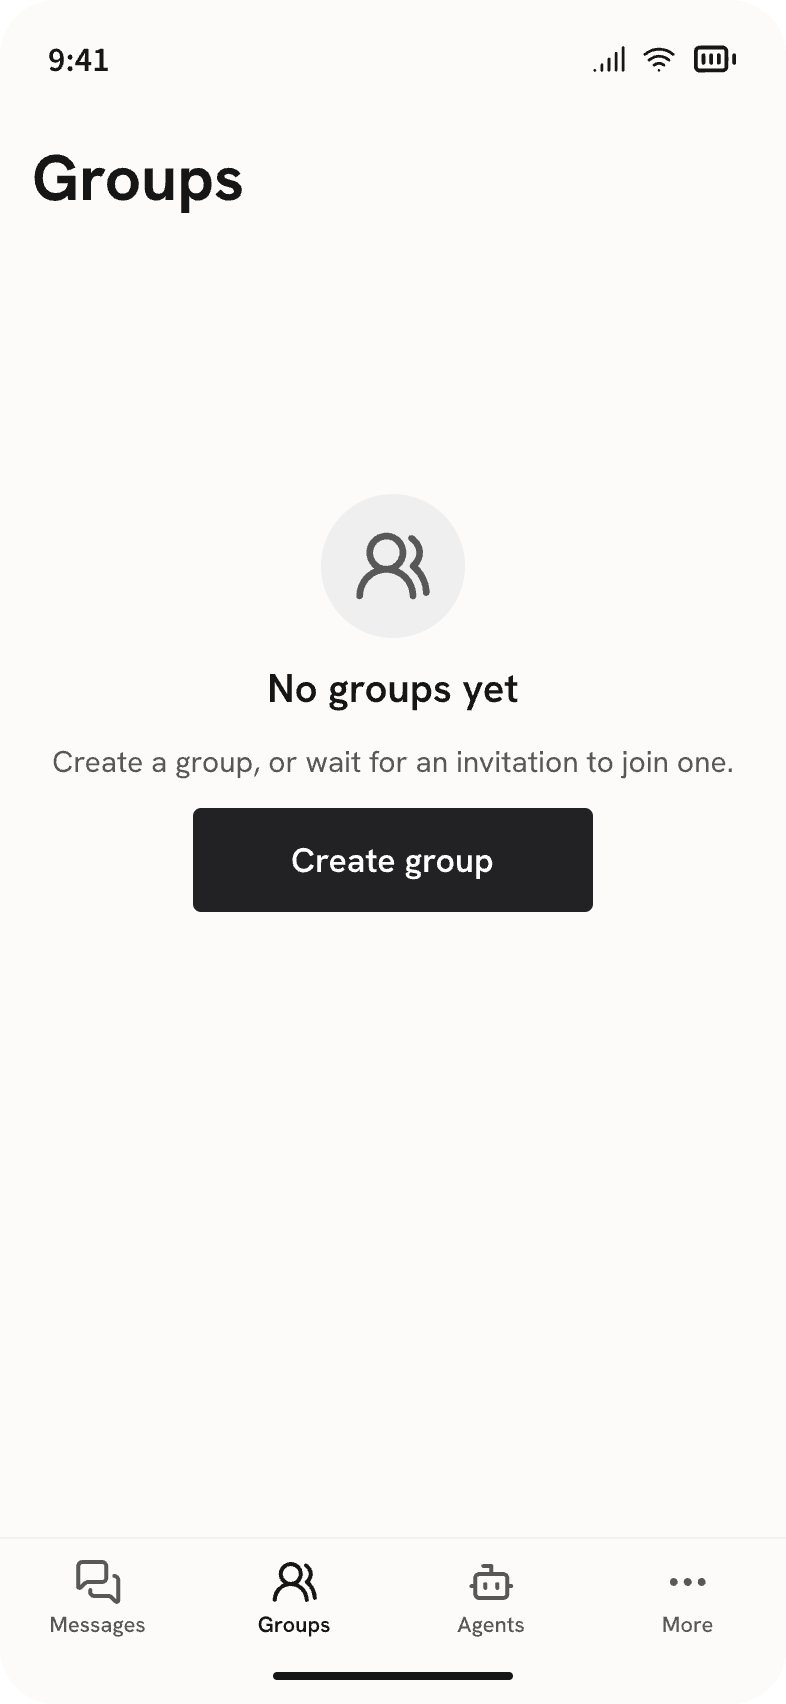 9:41
Groups
No groups yet
Create a group, or wait for an invitation to join one.
Create group
Messages
Groups
Agents
More